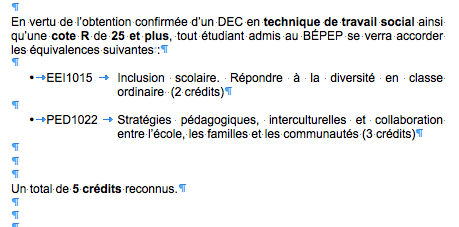 En vertu de l'obtention confirmée d'un DEC en technique de travail social ainsi
qu'une cote R de 25 et plus, tout étudiant admis au BÉPEP se verra accorder
les équivalences suivantes :
• EEI1015 Inclusion scolaire. Répondre à la diversité en classe
ordinaire (2 crédits)
• PED1022 Stratégies pédagogiques, interculturelles et collaboration
entre l'école, les familles et les communautés (3 crédits)
Un total de 5 crédits reconnus.